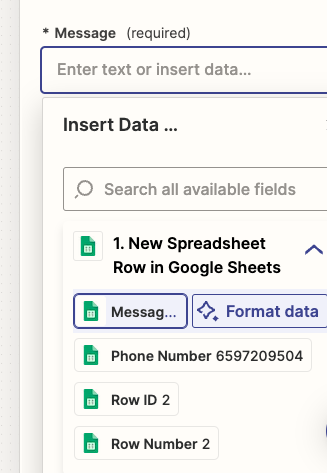 * Message (required)
Enter text or insert data...
Insert Data ...
Search all available fields
1. New Spreadsheet
Row in Google Sheets
Messag... Format data
Phone Number 6597209504
Row ID 2
Row Number 2